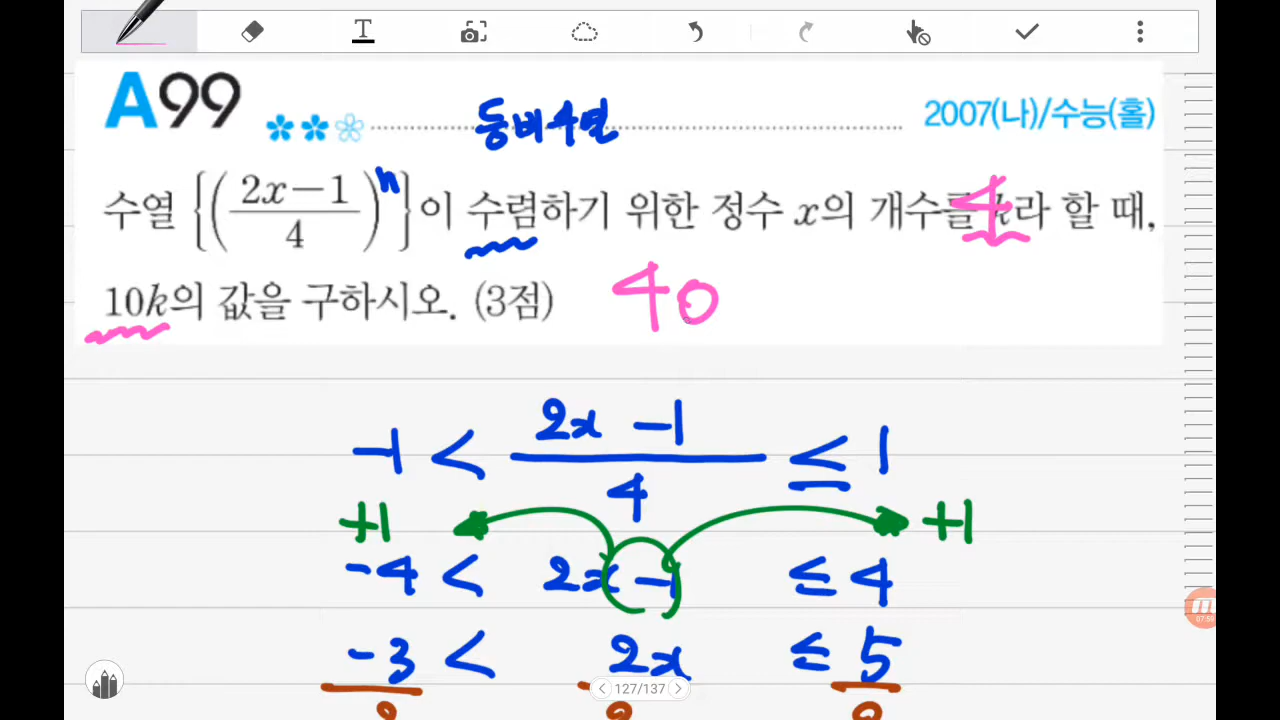 T
A99
등비수열
2007(나)/수능(홀)
수열 {((2x-1)/4)^n}이 수렴하기 위한 정수 x의 개수를 k라 할 때,
4
10k의 값을 구하시오. (3점)
40
-1 < (2x -1)/4 ≤ 1
+1 +1
-4 < 2x -1 ≤ 4
-3 < 2x ≤ 5
127/137
07:59